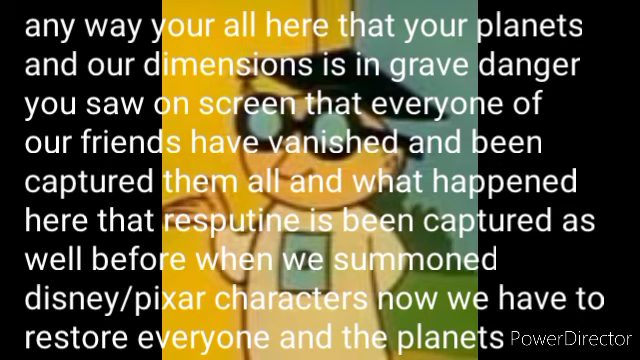 any way your all here that your planets
and our dimensions is in grave danger
you saw on screen that everyone of
our friends have vanished and been
captured them all and what happened
here that resputine is been captured as
well before when we summoned
disney/pixar characters now we have to
restore everyone and the planets
PowerDirector